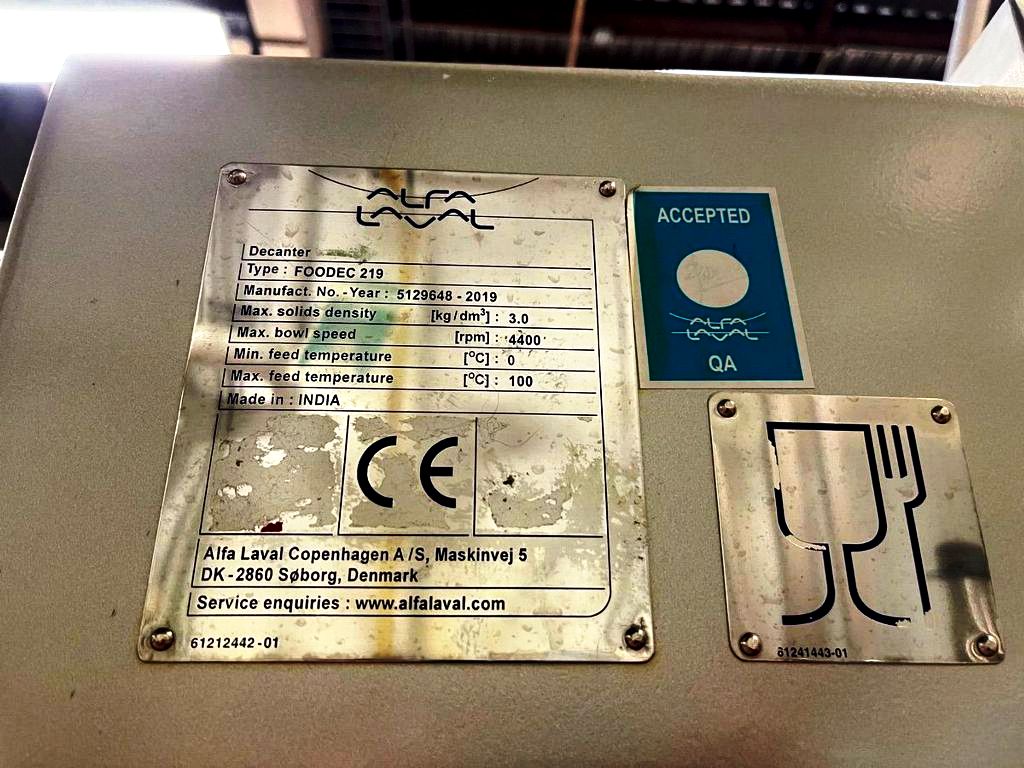 ALFA
LAVAL
Decanter
Type : FOODEC 219
Manufact. No. - Year : 5129648 - 2019
Max. solids density [kg/dm³] : 3.0
Max. bowl speed [rpm] : 4400
Min. feed temperature [°C] : 0
Max. feed temperature [°C] : 100
Made in : INDIA
CE
Alfa Laval Copenhagen A/S, Maskinvej 5
DK-2860 Søborg, Denmark
Service enquiries : www.alfalaval.com
61212442-01
ACCEPTED
ALFA
LAVAL
QA
61241443-01